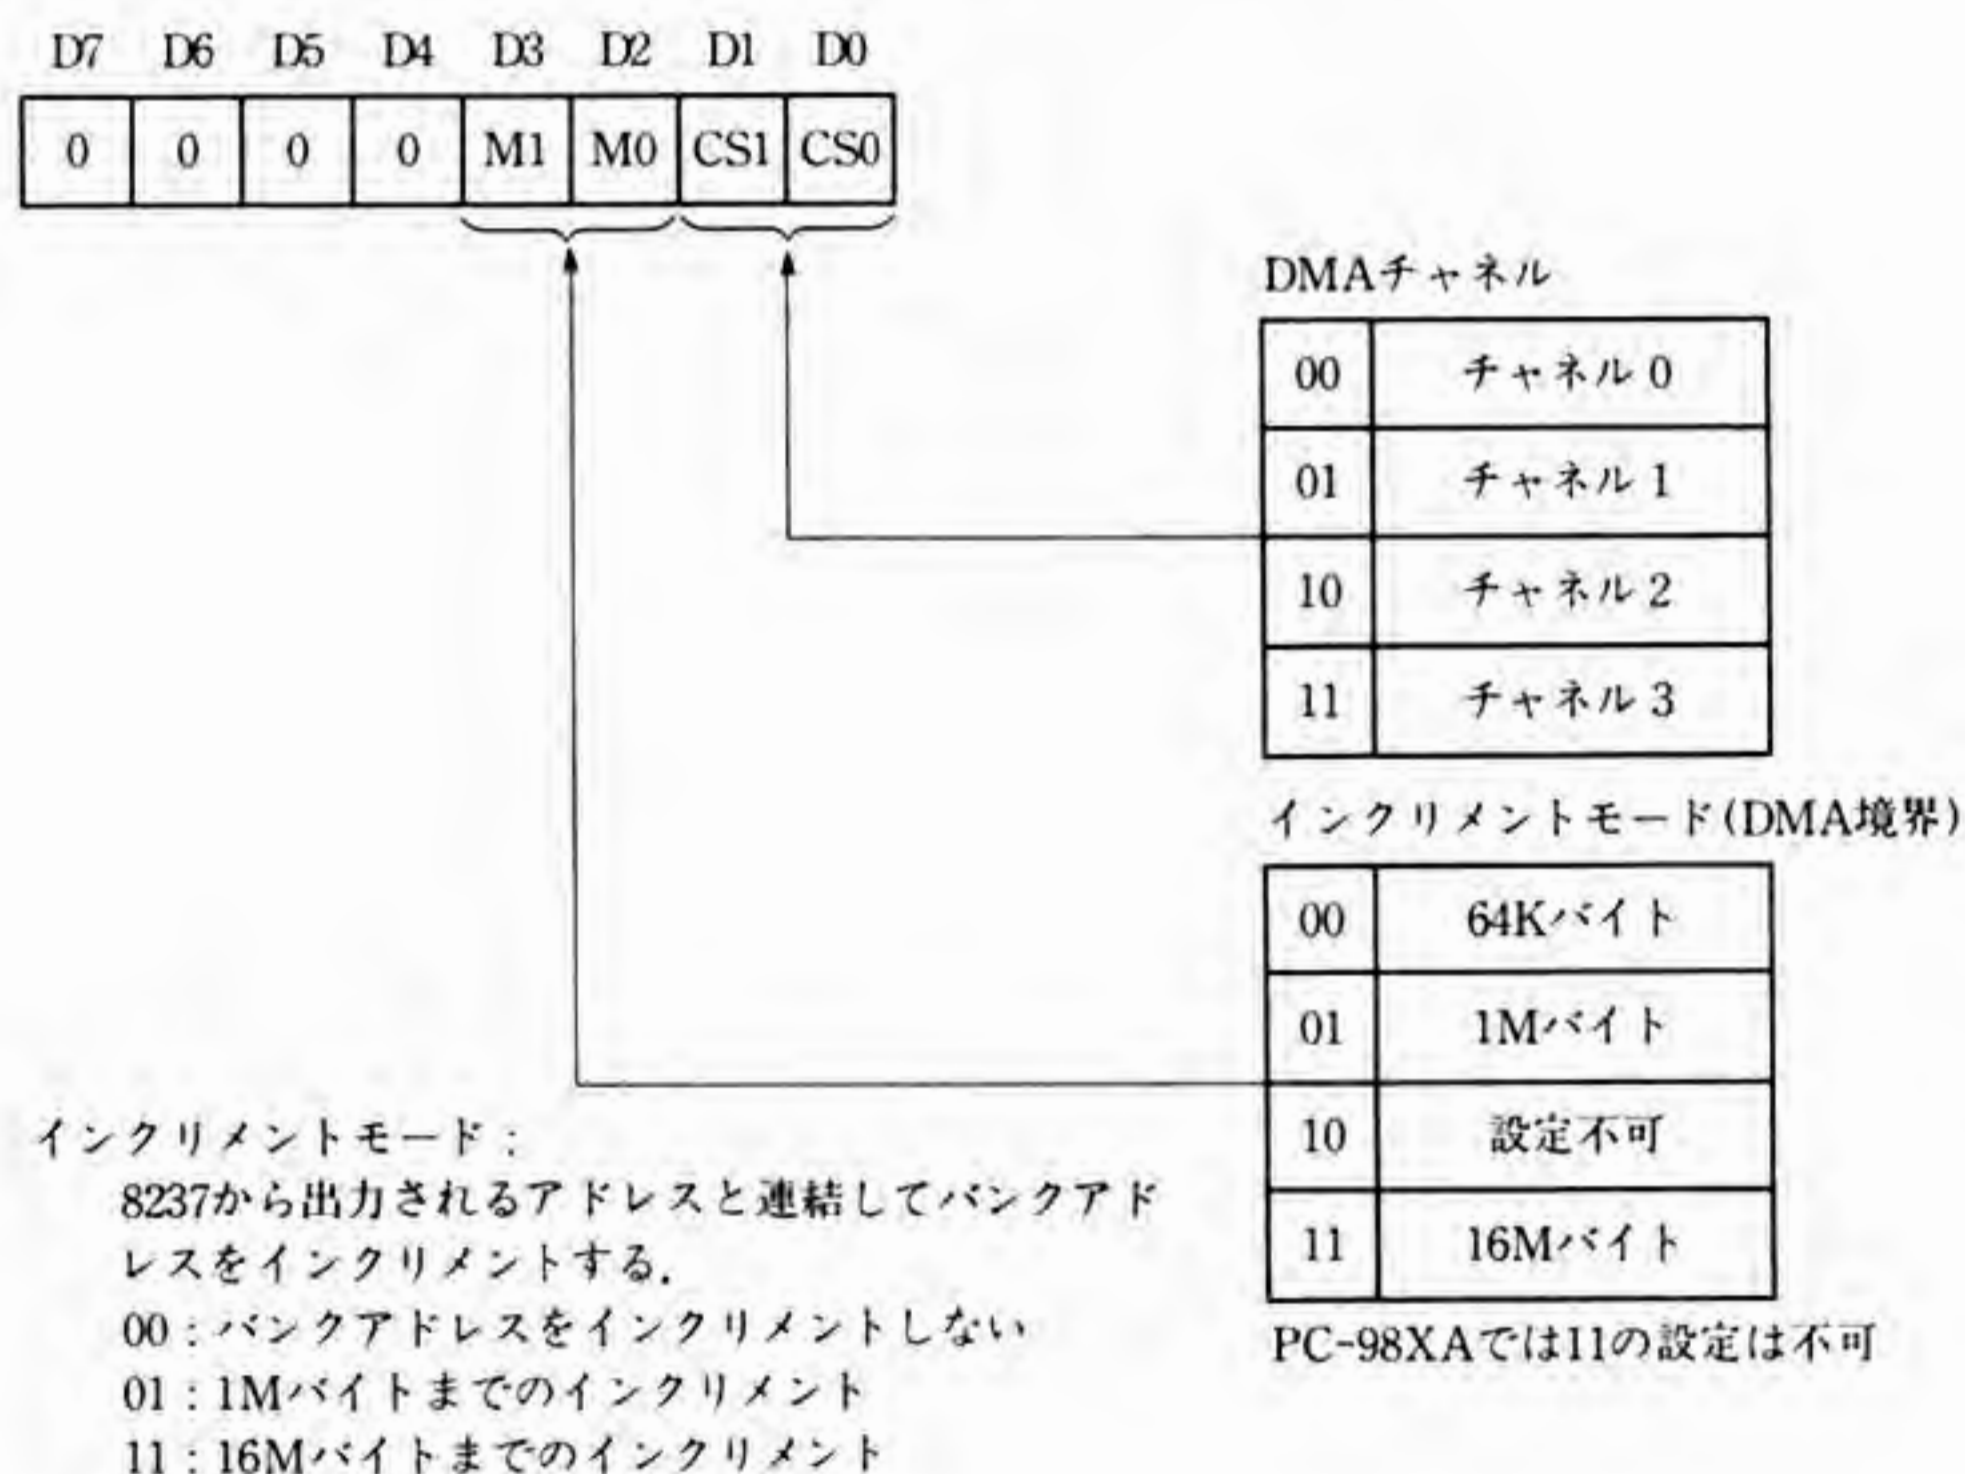 D7 D6 D5 D4 D3 D2 D1 D0
0 0 0 0 M1 M0 CS1 CS0
DMAチャネル
00 チャネル0
01 チャネル1
10 チャネル2
11 チャネル3
インクリメントモード(DMA境界)
00 64Kバイト
01 1Mバイト
10 設定不可
11 16Mバイト
PC-98XAでは11の設定は不可
インクリメントモード:
8237から出力されるアドレスと連結してバンクアド
レスをインクリメントする.
00:バンクアドレスをインクリメントしない
01:1Mバイトまでのインクリメント
11:16Mバイトまでのインクリメント